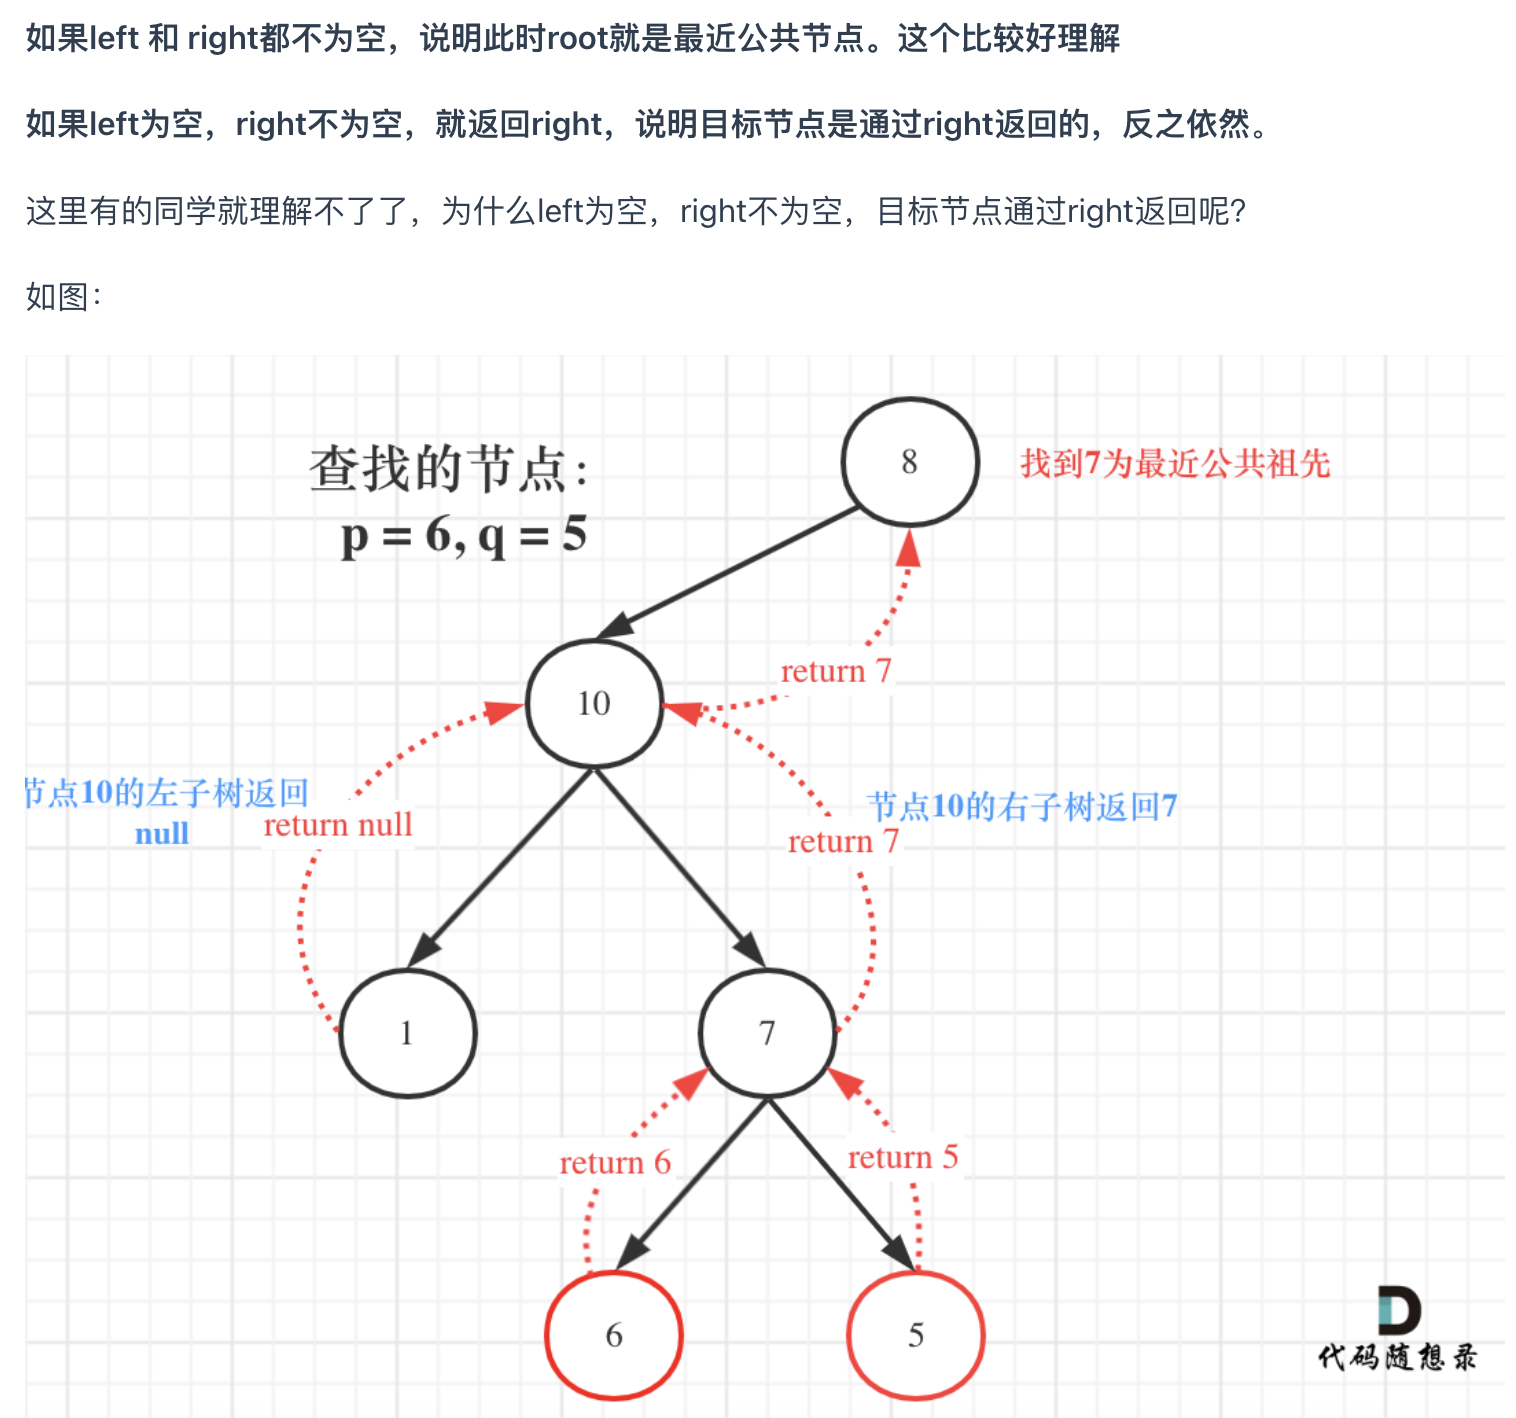 如果left 和 right都不为空，说明此时root就是最近公共节点。这个比较好理解
如果left为空，right不为空，就返回right，说明目标节点是通过right返回的，反之依然。
这里有的同学就理解不了了，为什么left为空，right不为空，目标节点通过right返回呢？
如图：
查找的节点：
p = 6, q = 5
8
找到7为最近公共祖先
return 7
10
节点10的左子树返回
null
return null
节点10的右子树返回7
return 7
1
7
return 6
return 5
6
5
代码随想录